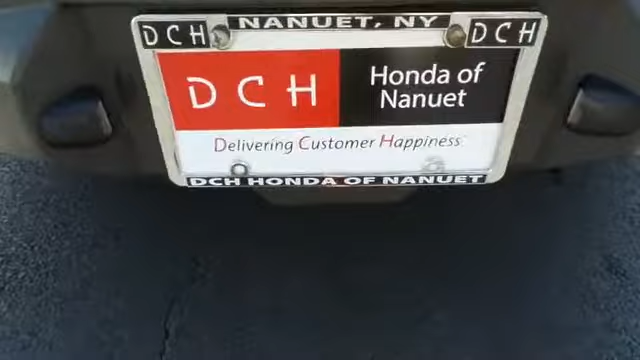 DCH NANUET, NY DCH
DCH Honda of
Nanuet
Delivering Customer Happiness
DCH HONDA OF NANUET